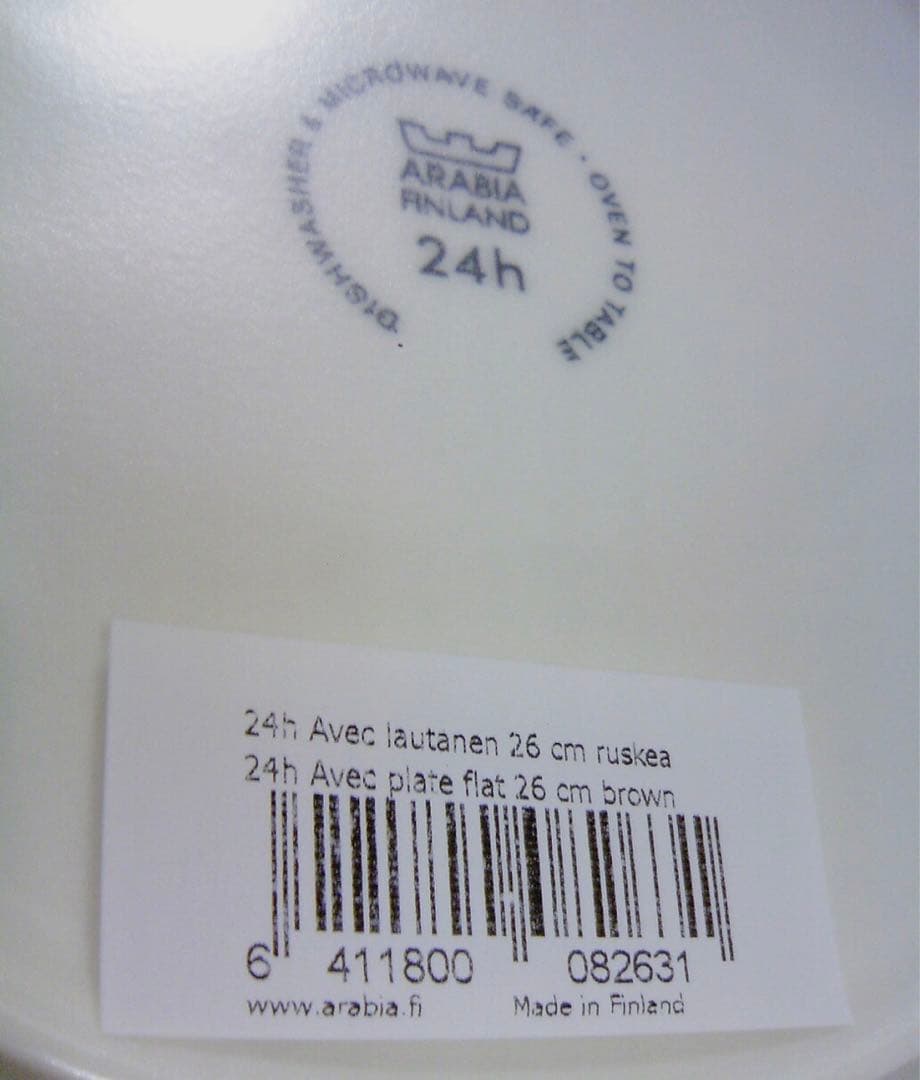 DISHWASHER & MICROWAVE SAFE · OVEN TO TABLE
ARABIA
FINLAND
24h
24h Avec lautanen 26 cm ruskea
24h Avec plate flat 26 cm brown
6 411800 082631
www.arabia.fi Made in Finland